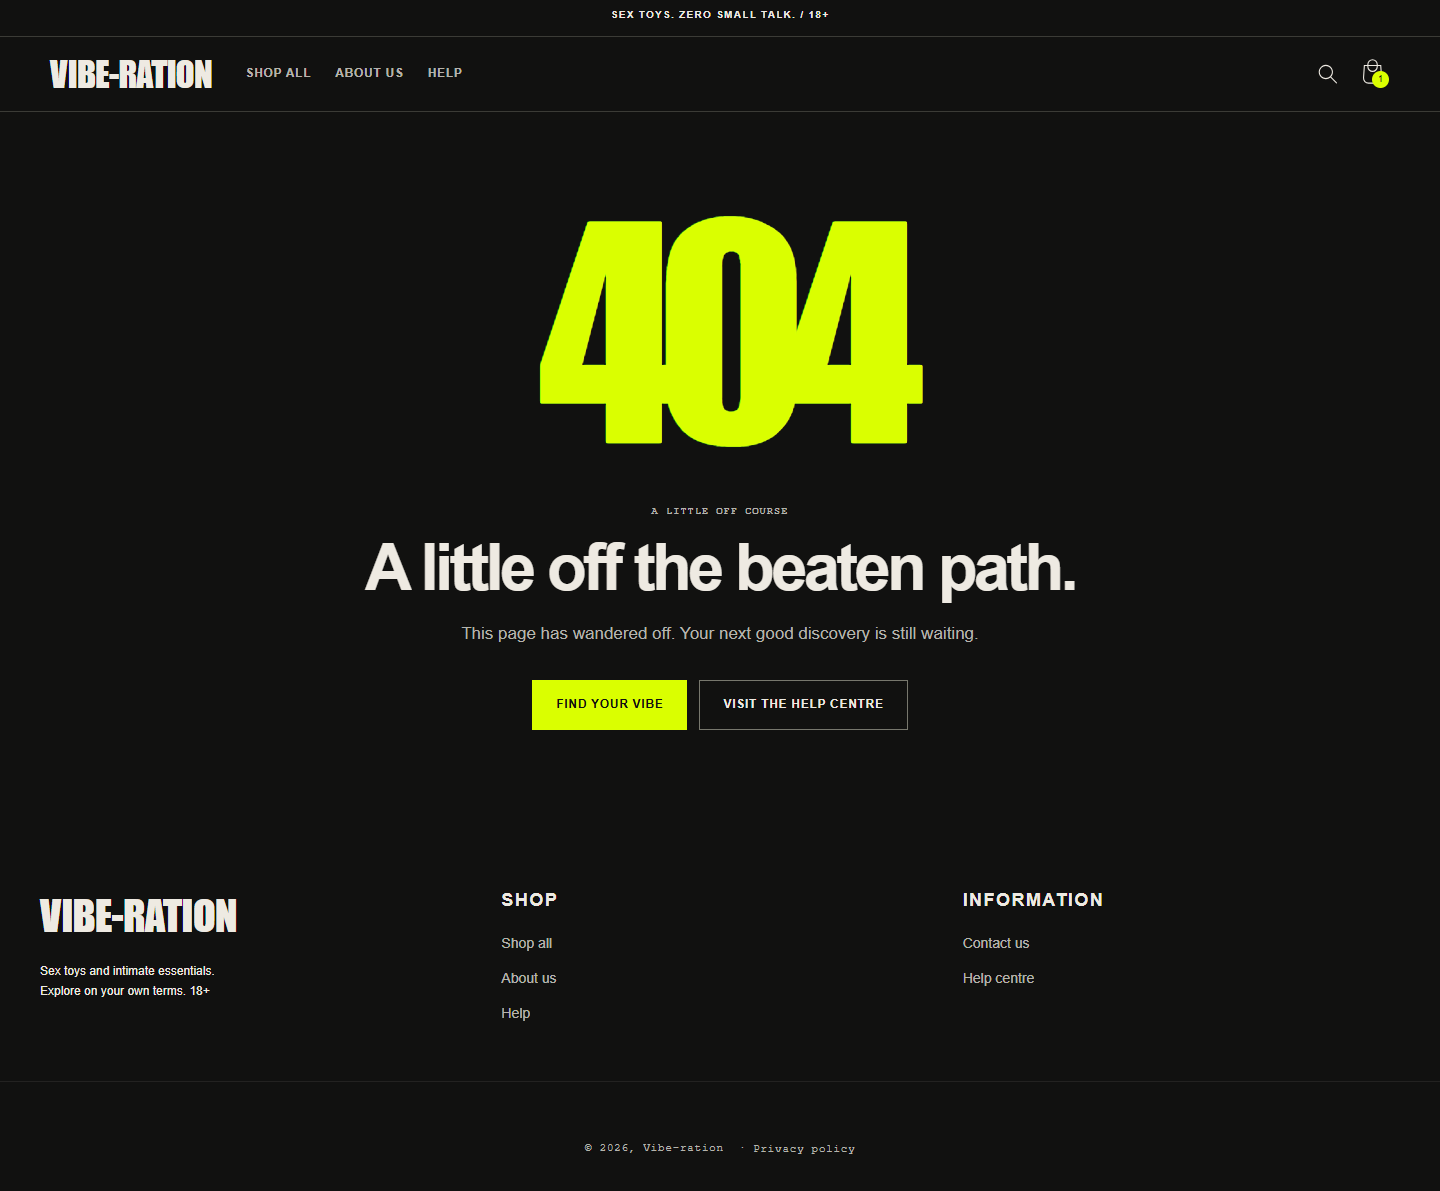 SEX TOYS. ZERO SMALL TALK. / 18+
VIBE-RATION
SHOP ALL
ABOUT US
HELP
1
404
A LITTLE OFF COURSE
A little off the beaten path.
This page has wandered off. Your next good discovery is still waiting.
FIND YOUR VIBE
VISIT THE HELP CENTRE
VIBE-RATION
Sex toys and intimate essentials.
Explore on your own terms. 18+
SHOP
Shop all
About us
Help
INFORMATION
Contact us
Help centre
© 2026, Vibe-ration · Privacy policy